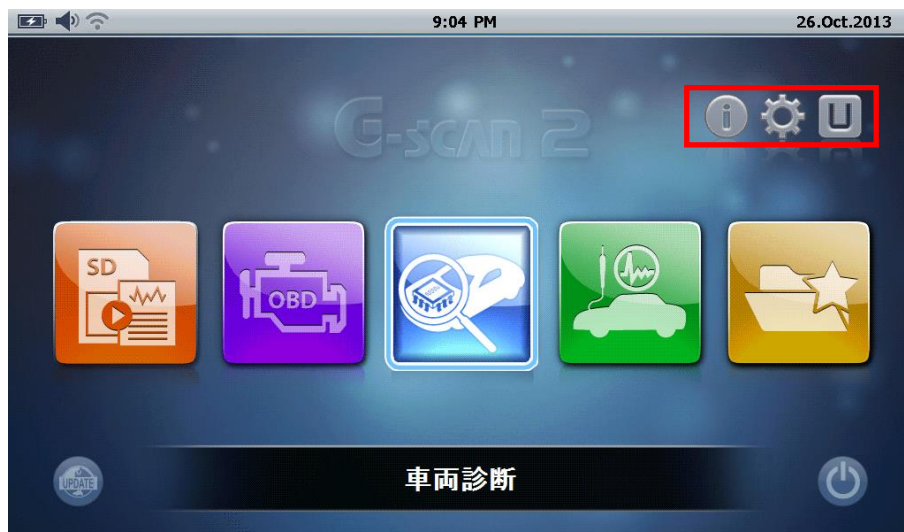 9:04 PM
26.Oct.2013
G-scan 2
i
U
SD
OBD
UPDATE
車両診断